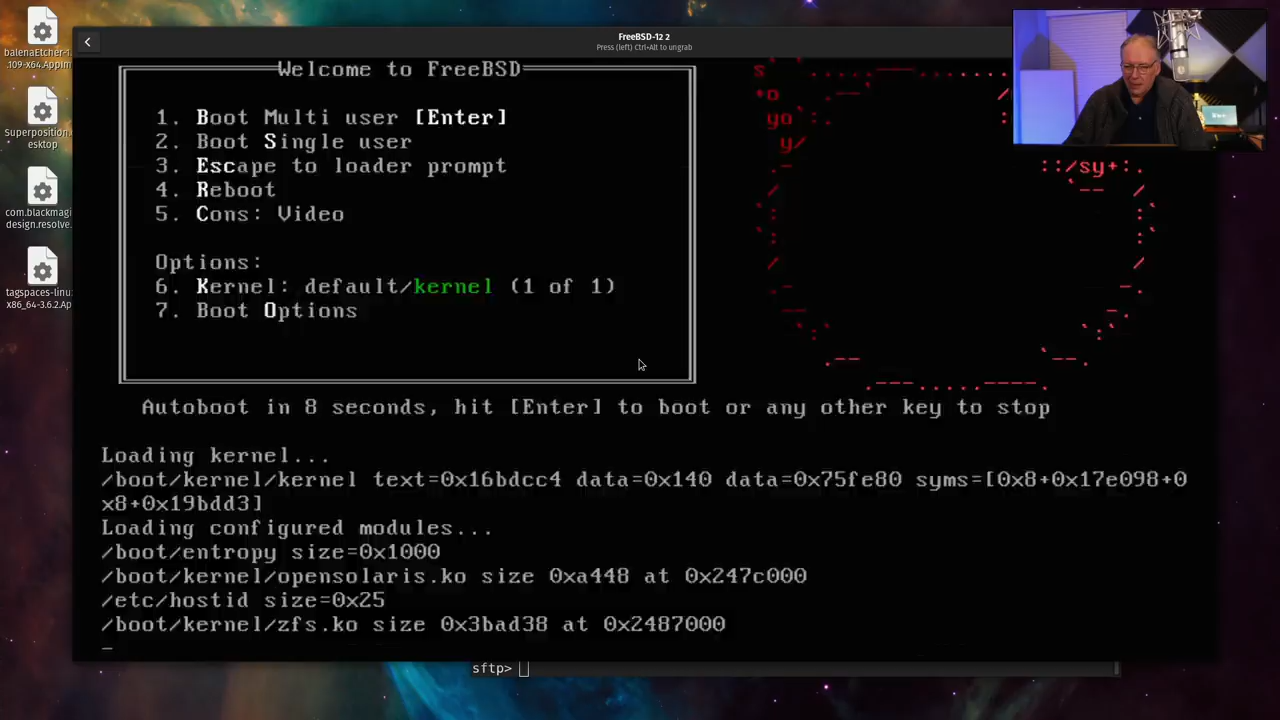 FreeBSD-12 2
Press (left) Ctrl+Alt to ungrab
balenaEtcher-1.
109-x64.AppIm
Superposition.d
esktop
com.blackmagic
design.resolve.
tagspaces-linux
x86_64-3.6.2.Ap
Welcome to FreeBSD
1. Boot Multi user [Enter]
2. Boot Single user
3. Escape to loader prompt
4. Reboot
5. Cons: Video
Options:
6. Kernel: default/kernel (1 of 1)
7. Boot Options
Autoboot in 8 seconds, hit [Enter] to boot or any other key to stop
Loading kernel...
/boot/kernel/kernel text=0x16bdcc4 data=0x140 data=0x75fe80 syms=[0x8+0x17e098+0
x8+0x19bdd3]
Loading configured modules...
/boot/entropy size=0x1000
/boot/kernel/opensolaris.ko size 0xa448 at 0x247c000
/etc/hostid size=0x25
/boot/kernel/zfs.ko size 0x3bad38 at 0x2487000
sftp>